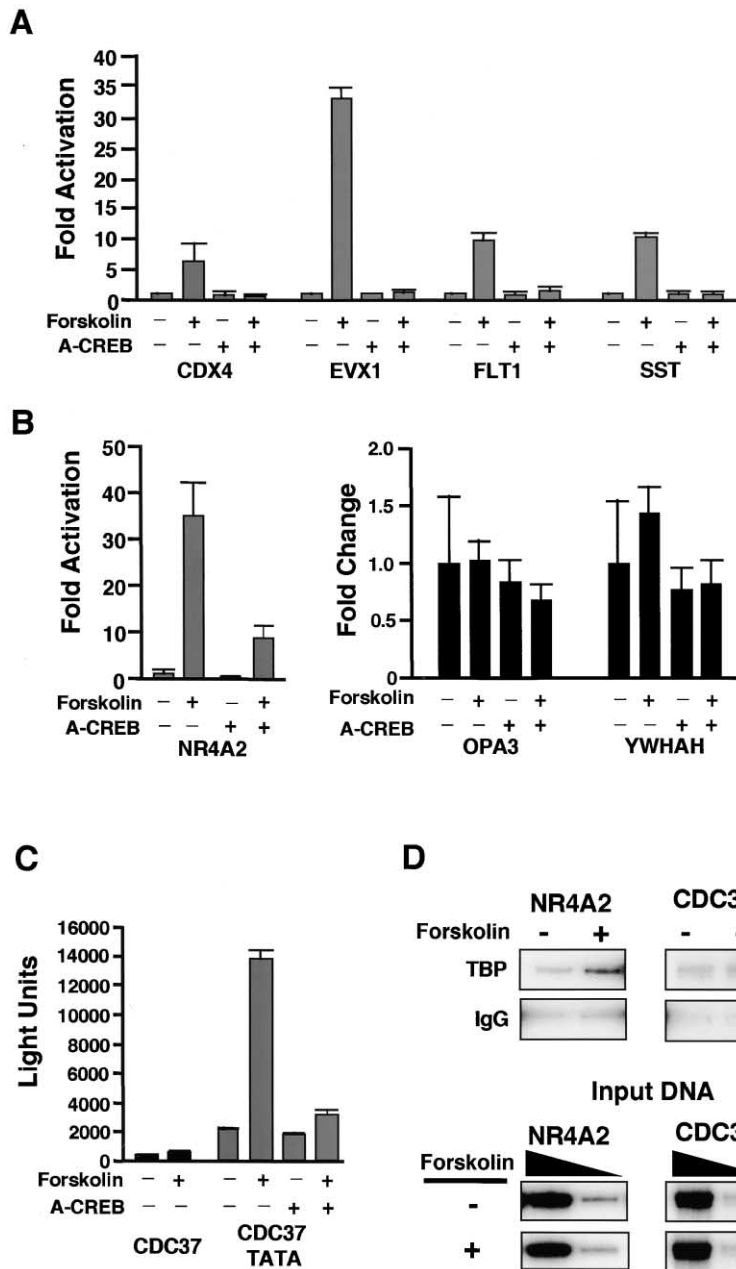 A
Fold Activation
40
35
30
25
20
15
10
5
0
Forskolin – + – + – + – + – + – + – + – +
A-CREB – – + + – – + + – – + + – – + +
CDX4 EVX1 FLT1 SST
B
Fold Activation
50
40
30
20
10
0
Forskolin – + – +
A-CREB – – + +
NR4A2
Fold Change
2.0
1.5
1.0
0.5
0
Forskolin – + – + – + – +
A-CREB – – + + – – + +
OPA3 YWHAH
C
Light Units
16000
14000
12000
10000
8000
6000
4000
2000
0
Forskolin – + – + – +
A-CREB – – – – + +
CDC37 CDC37
TATA
D
NR4A2 CDC3
Forskolin - + -
TBP
IgG
Input DNA
NR4A2 CDC3
Forskolin
-
+